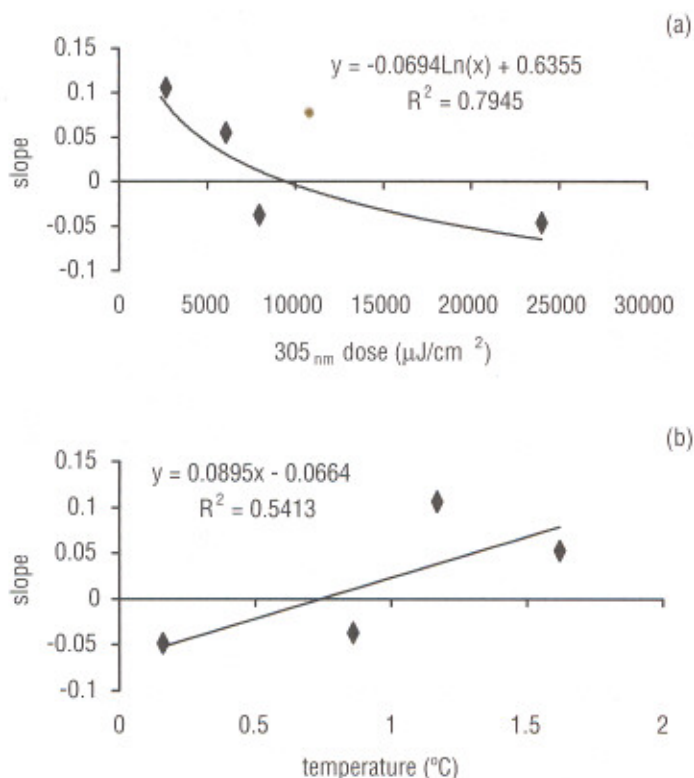 (a)
0.15
y = -0.0694Ln(x) + 0.6355
0.1
R² = 0.7945
0.05
slope
0
-0.05
-0.1
0 5000 10000 15000 20000 25000 30000
305nm dose (µJ/cm ²)
(b)
0.15
y = 0.0895x - 0.0664
0.1
R² = 0.5413
0.05
slope
0
-0.05
-0.1
0 0.5 1 1.5 2
temperature (ºC)